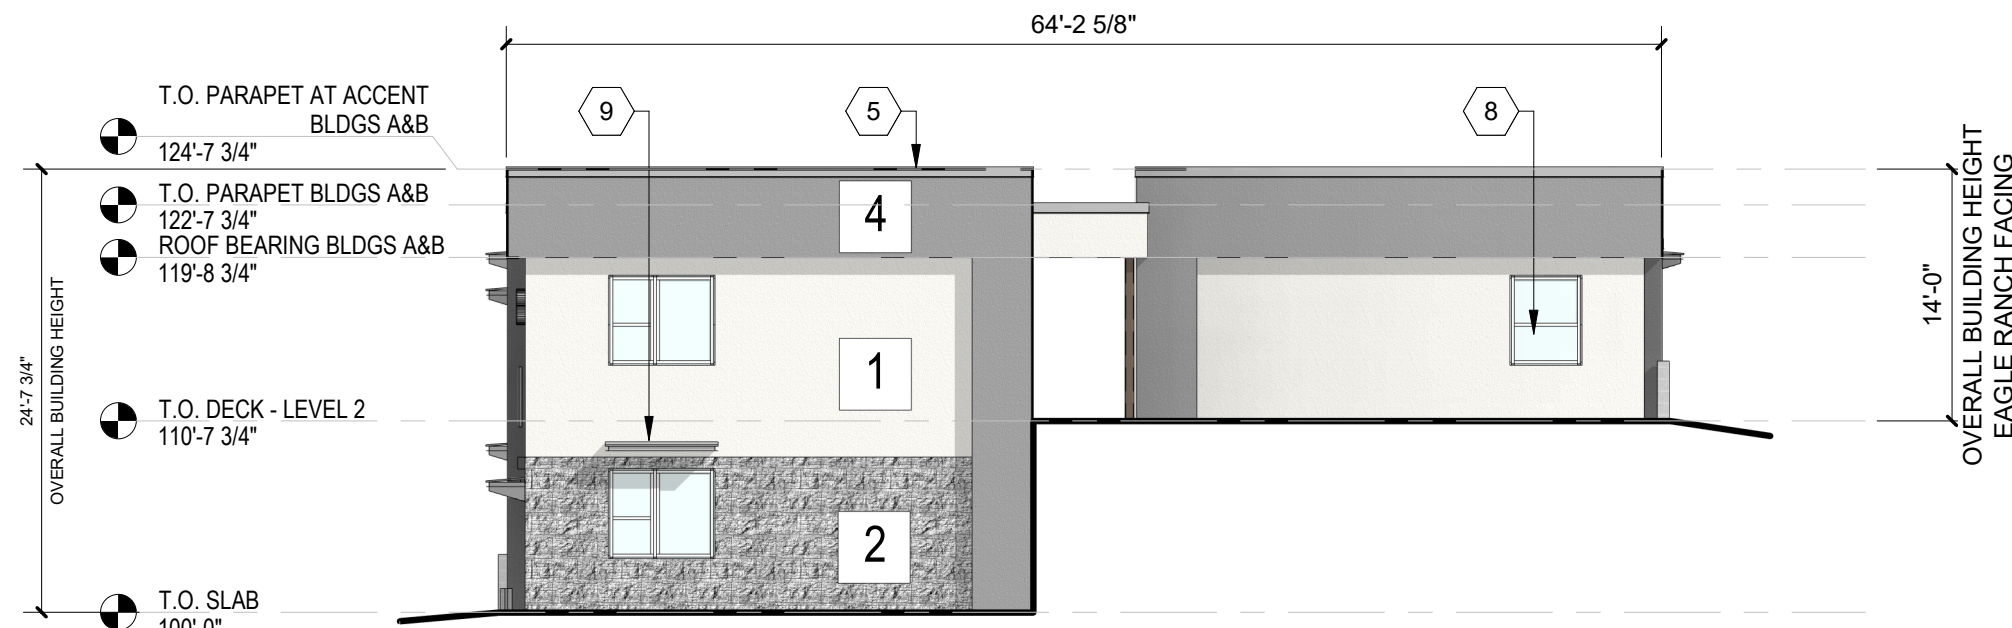 64'-2 5/8"
9
5
8
T.O. PARAPET AT ACCENT
BLDGS A&B
124'-7 3/4"
T.O. PARAPET BLDGS A&B
122'-7 3/4"
ROOF BEARING BLDGS A&B
119'-8 3/4"
T.O. DECK - LEVEL 2
110'-7 3/4"
T.O. SLAB
100'-0"
24'-7 3/4"
OVERALL BUILDING HEIGHT
4
1
2
14'-0"
OVERALL BUILDING HEIGHT
EAGLE RANCH FACING